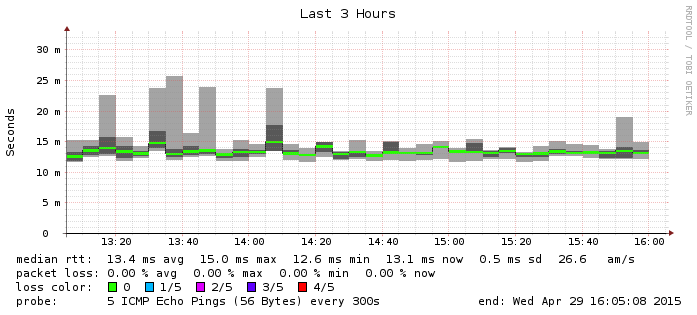 Last 3 Hours
RRDTOOL / TOBI OETIKER
Seconds
30 m
25 m
20 m
15 m
10 m
5 m
0
13:20 13:40 14:00 14:20 14:40 15:00 15:20 15:40 16:00
median rtt: 13.4 ms avg 15.0 ms max 12.6 ms min 13.1 ms now 0.5 ms sd 26.6 am/s
packet loss: 0.00 % avg 0.00 % max 0.00 % min 0.00 % now
loss color: 0 1/5 2/5 3/5 4/5
probe: 5 ICMP Echo Pings (56 Bytes) every 300s end: Wed Apr 29 16:05:08 2015